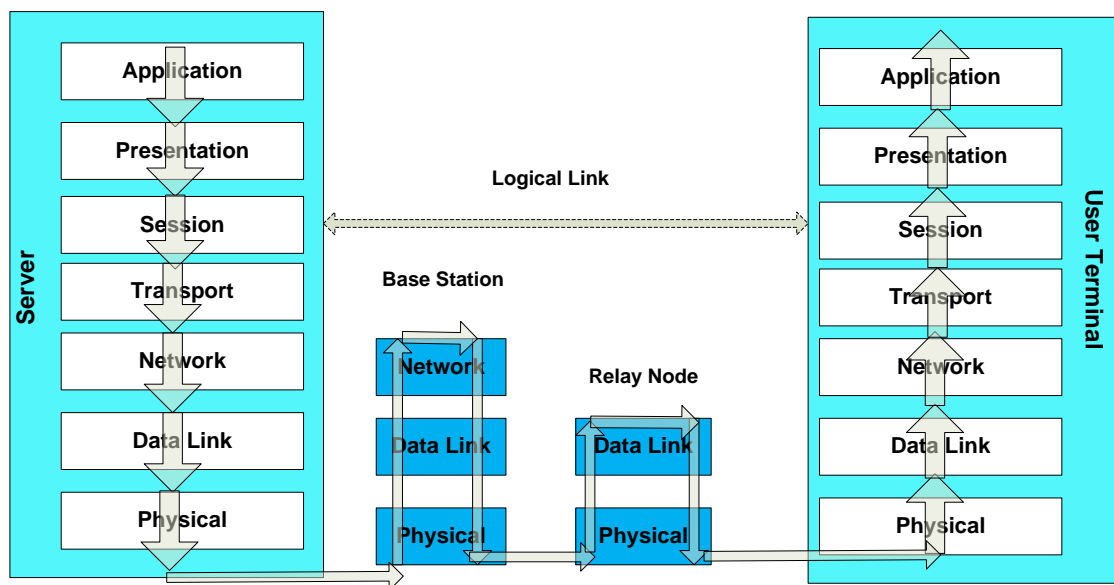 Server
Application
Presentation
Session
Transport
Network
Data Link
Physical
Logical Link
Base Station
Network
Data Link
Physical
Relay Node
Data Link
Physical
User Terminal
Application
Presentation
Session
Transport
Network
Data Link
Physical